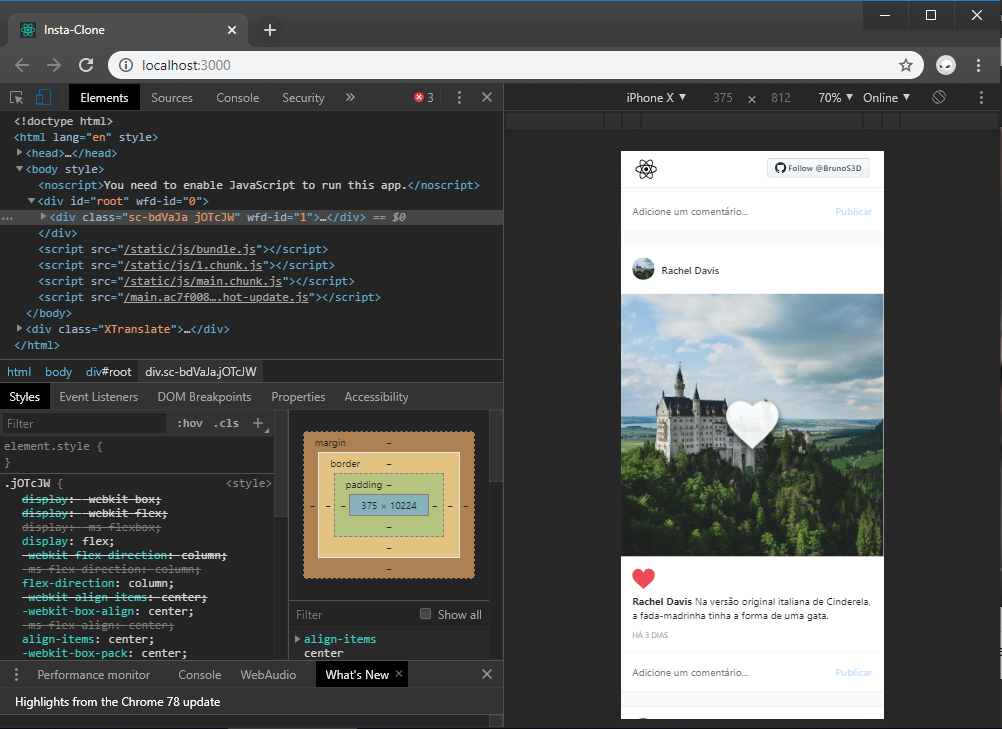 Insta-Clone
localhost:3000
Elements Sources Console Security » 3
<!doctype html>
<html lang="en" style>
<head>…</head>
<body style>
<noscript>You need to enable JavaScript to run this app.</noscript>
<div id="root" wfd-id="0">
… <div class="sc-bdVaJa jOTcJW" wfd-id="1">…</div> == $0
</div>
<script src="/static/js/bundle.js"></script>
<script src="/static/js/1.chunk.js"></script>
<script src="/static/js/main.chunk.js"></script>
<script src="/main.ac7f008….hot-update.js"></script>
</body>
<div class="XTranslate">…</div>
</html>
html body div#root div.sc-bdVaJa.jOTcJW
Styles Event Listeners DOM Breakpoints Properties Accessibility
Filter :hov .cls +
element.style {
}
.jOTcJW { <style>
display: -webkit-box;
display: -webkit-flex;
display: -ms-flexbox;
display: flex;
-webkit-flex-direction: column;
-ms-flex-direction: column;
flex-direction: column;
-webkit-align-items: center;
-webkit-box-align: center;
-ms-flex-align: center;
align-items: center;
-webkit-box-pack: center;
margin –
border –
padding –
– – – 375 × 10224 – – –
–
–
–
Filter Show all
align-items
center
Performance monitor Console WebAudio What's New ×
Highlights from the Chrome 78 update
iPhone X ▼ 375 × 812 70% ▼ Online ▼
Follow @BrunoS3D
Adicione um comentário... Publicar
Rachel Davis
Rachel Davis Na versão original italiana de Cinderela,
a fada-madrinha tinha a forma de uma gata.
HÁ 3 DIAS
Adicione um comentário... Publicar